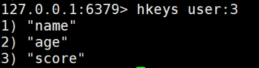 127.0.0.1:6379> hkeys user:3
1) "name"
2) "age"
3) "score"